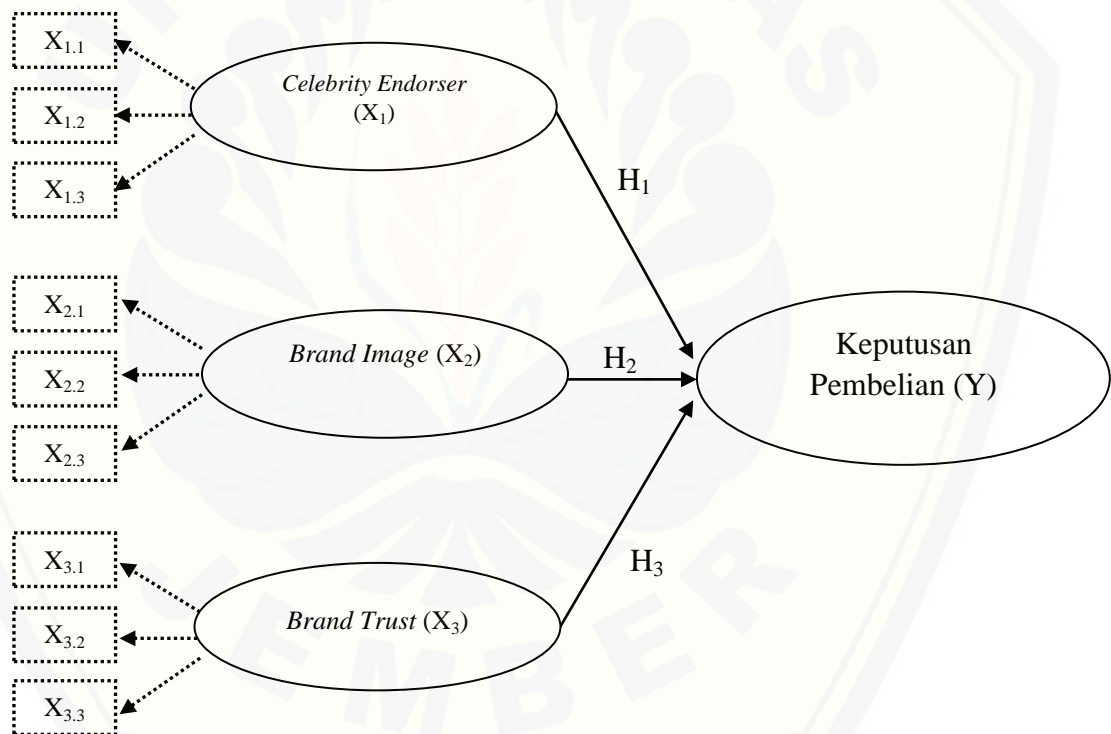 X1.1
X1.2
X1.3
Celebrity Endorser
(X1)
H1
X2.1
X2.2
X2.3
Brand Image (X2)
H2
Keputusan
Pembelian (Y)
X3.1
X3.2
X3.3
Brand Trust (X3)
H3
JEMBER